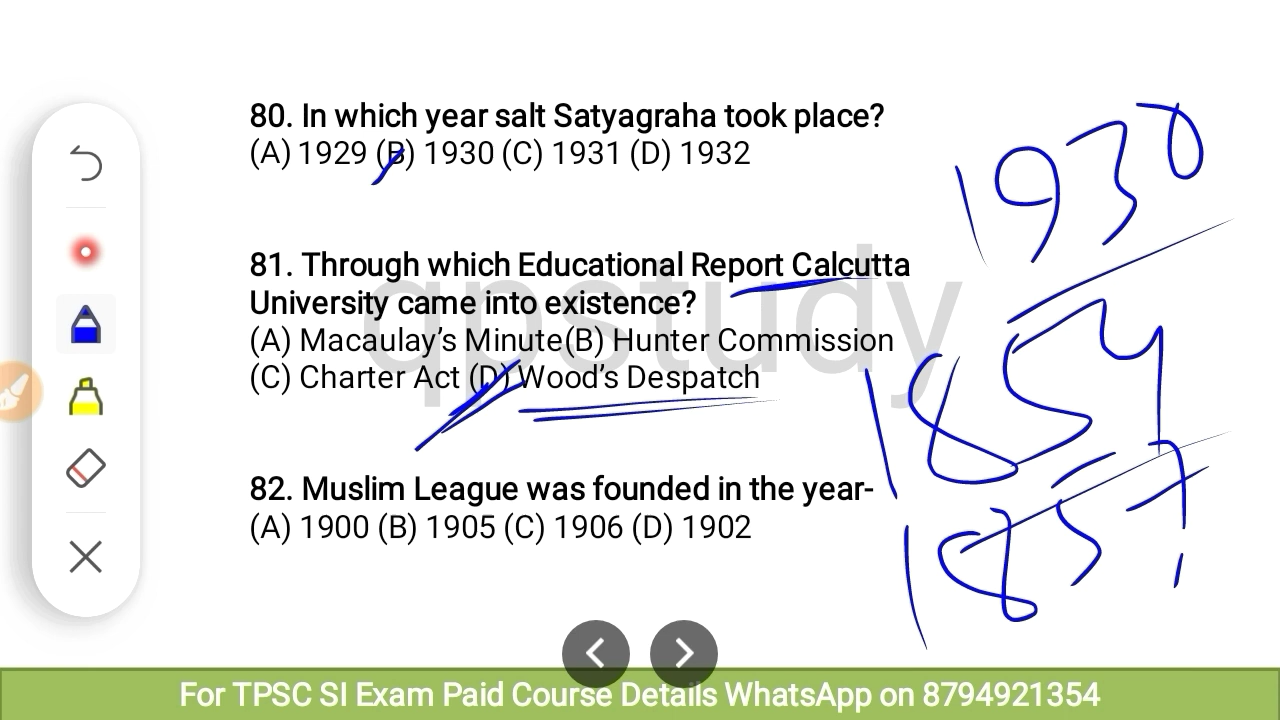 80. In which year salt Satyagraha took place?
(A) 1929 (B) 1930 (C) 1931 (D) 1932
1930
81. Through which Educational Report Calcutta
University came into existence?
(A) Macaulay's Minute(B) Hunter Commission
(C) Charter Act (D) Wood's Despatch
1854
qpstudy
82. Muslim League was founded in the year-
(A) 1900 (B) 1905 (C) 1906 (D) 1902
1857
For TPSC SI Exam Paid Course Details WhatsApp on 8794921354